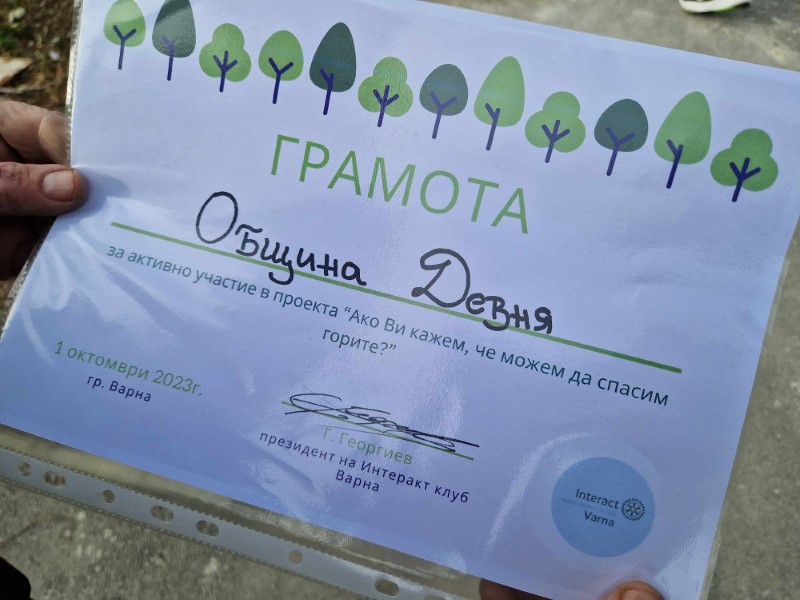 ГРАМОТА
Община Девня
за активно участие в проекта “Ако Ви кажем, че можем да спасим
горите?”
1 октомври 2023г.
гр. Варна
Т. Георгиев
президент на Интеракт клуб
Варна
Interact
Varna